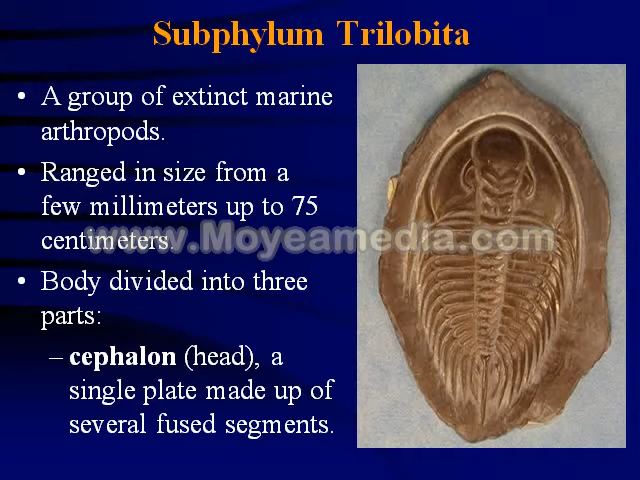 Subphylum Trilobita
• A group of extinct marine
arthropods.
• Ranged in size from a
few millimeters up to 75
centimeters.
www.Moyeamedia.com
• Body divided into three
parts:
– cephalon (head), a
single plate made up of
several fused segments.